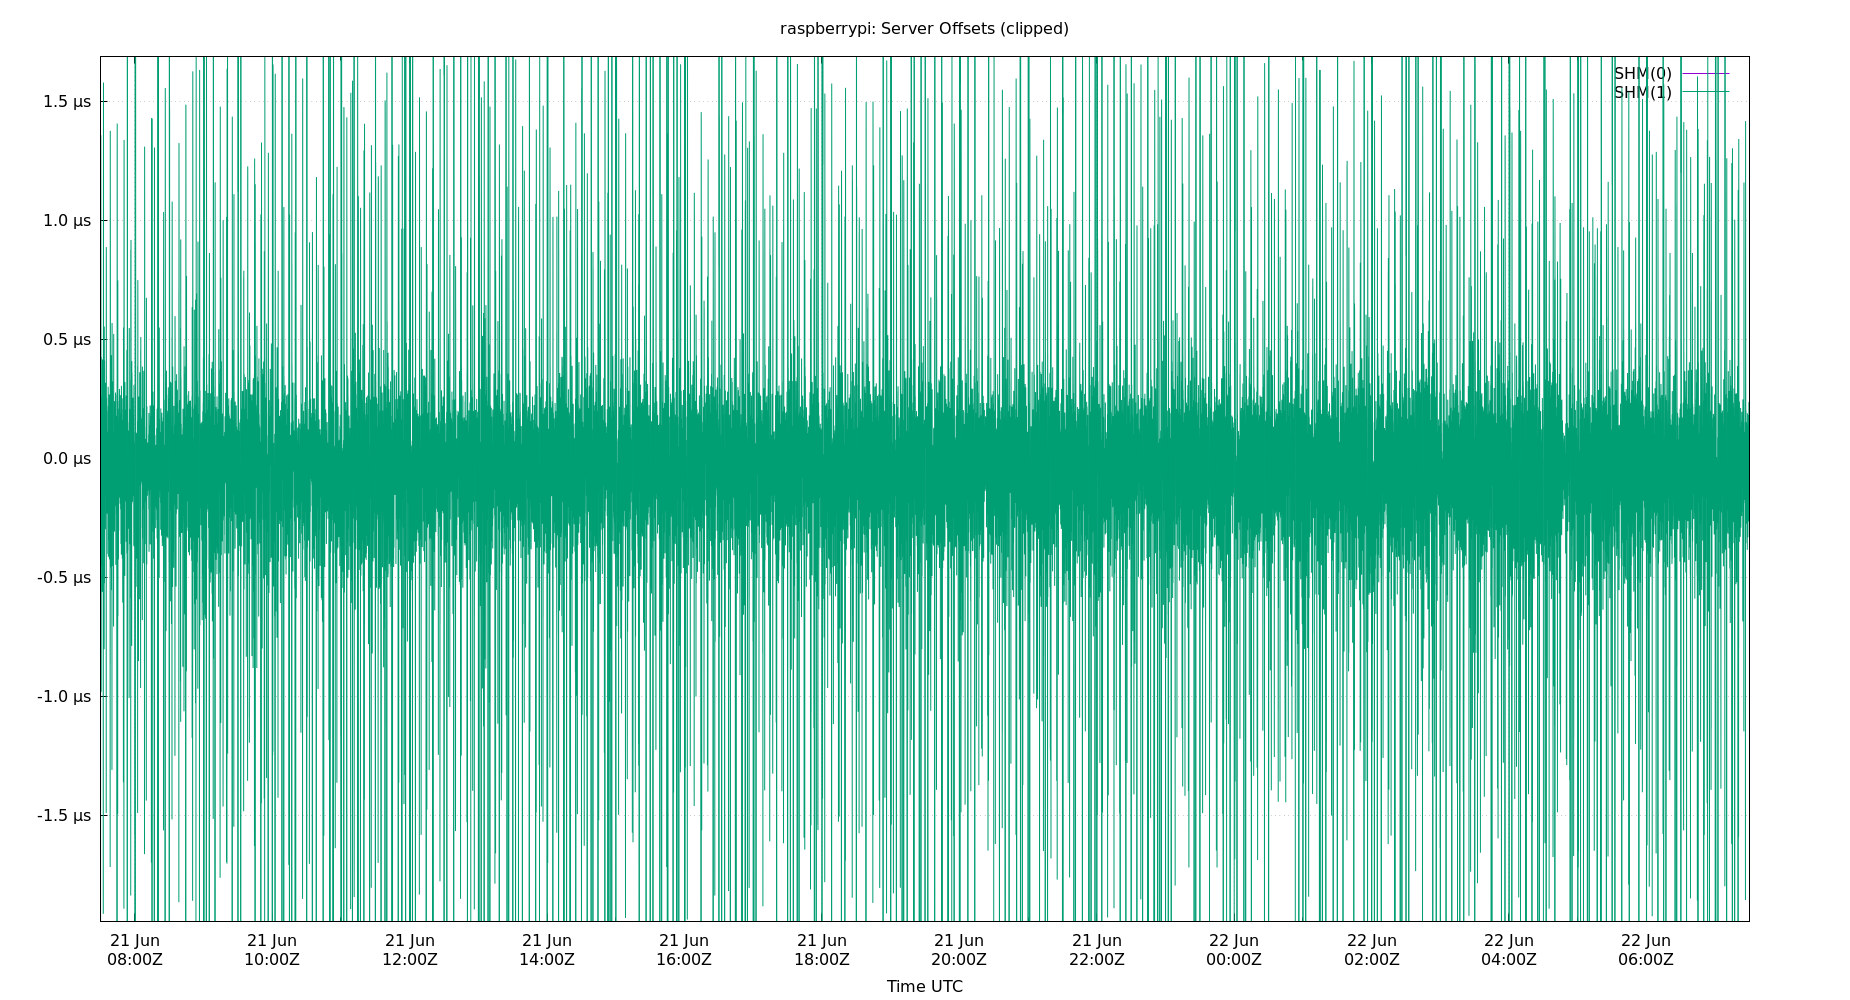 raspberrypi: Server Offsets (clipped)
SHM(0)
SHM(1)
1.5 µs
1.0 µs
0.5 µs
0.0 µs
-0.5 µs
-1.0 µs
-1.5 µs
21 Jun 21 Jun 21 Jun 21 Jun 21 Jun 21 Jun 21 Jun 21 Jun 22 Jun 22 Jun 22 Jun 22 Jun
08:00Z 10:00Z 12:00Z 14:00Z 16:00Z 18:00Z 20:00Z 22:00Z 00:00Z 02:00Z 04:00Z 06:00Z
Time UTC